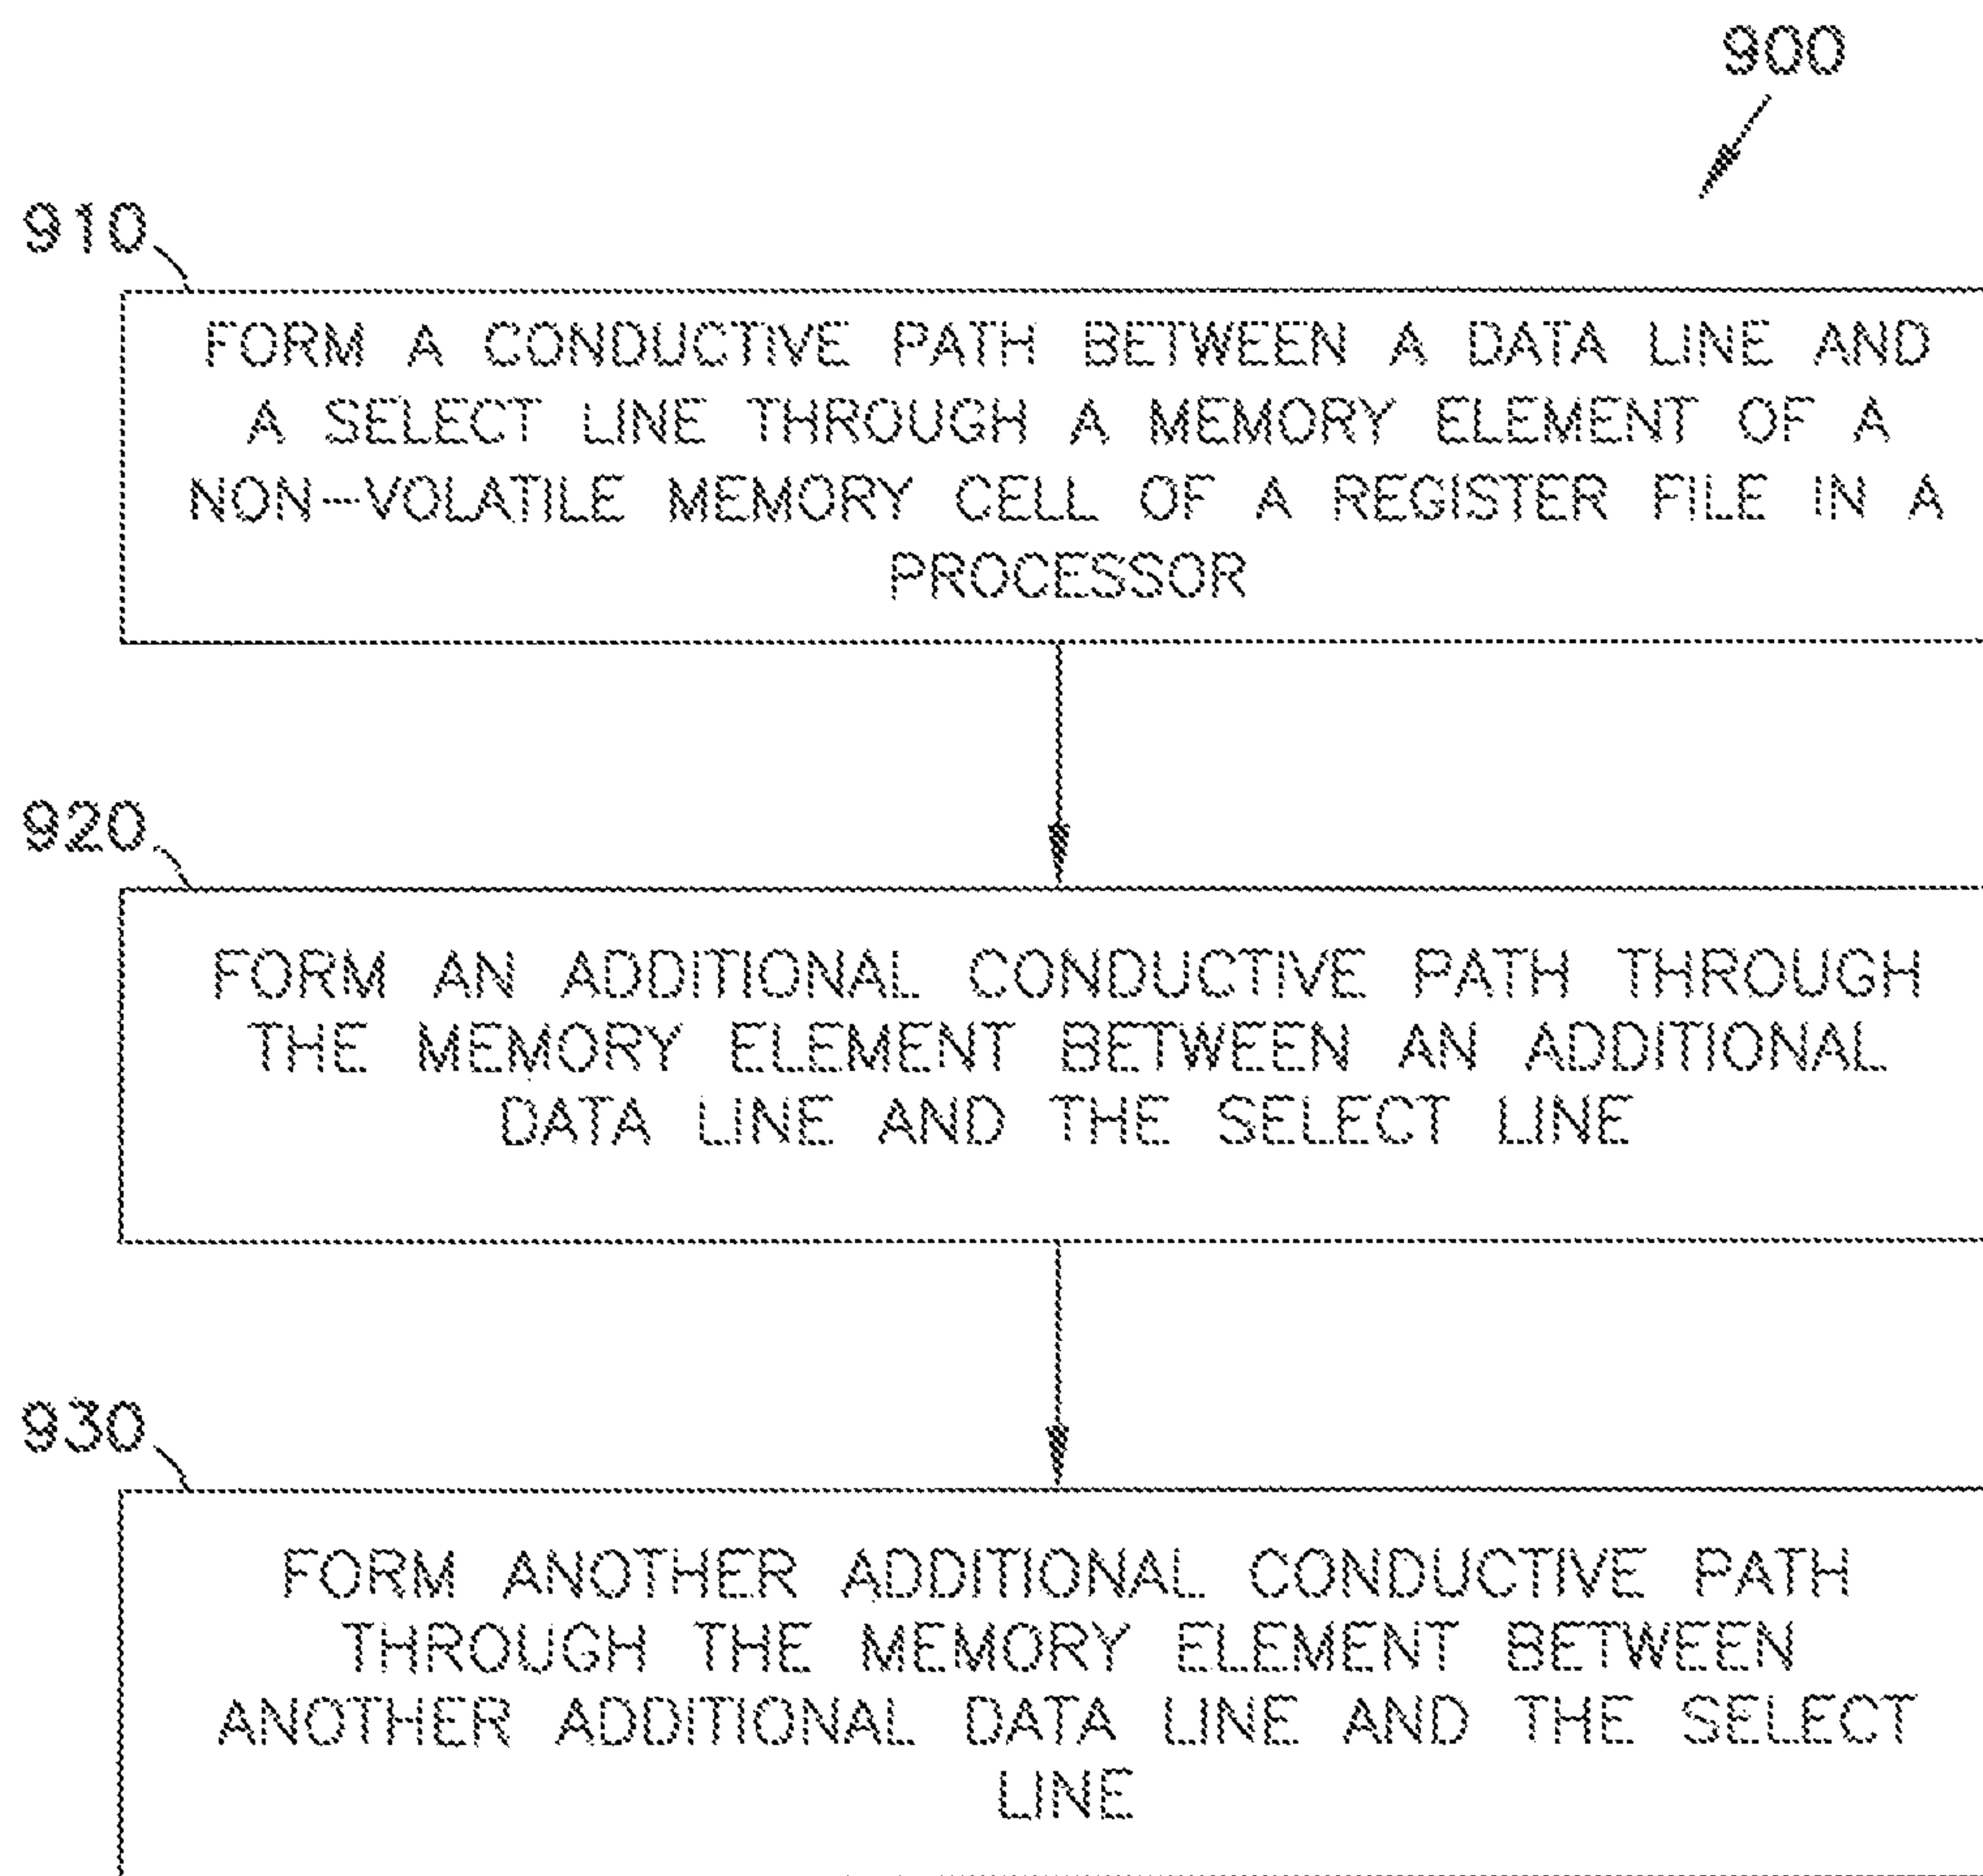 900
910
FORM A CONDUCTIVE PATH BETWEEN A DATA LINE AND
A SELECT LINE THROUGH A MEMORY ELEMENT OF A
NON-VOLATILE MEMORY CELL OF A REGISTER FILE IN A
PROCESSOR
920
FORM AN ADDITIONAL CONDUCTIVE PATH THROUGH
THE MEMORY ELEMENT BETWEEN AN ADDITIONAL
DATA LINE AND THE SELECT LINE
930
FORM ANOTHER ADDITIONAL CONDUCTIVE PATH
THROUGH THE MEMORY ELEMENT BETWEEN
ANOTHER ADDITIONAL DATA LINE AND THE SELECT
LINE